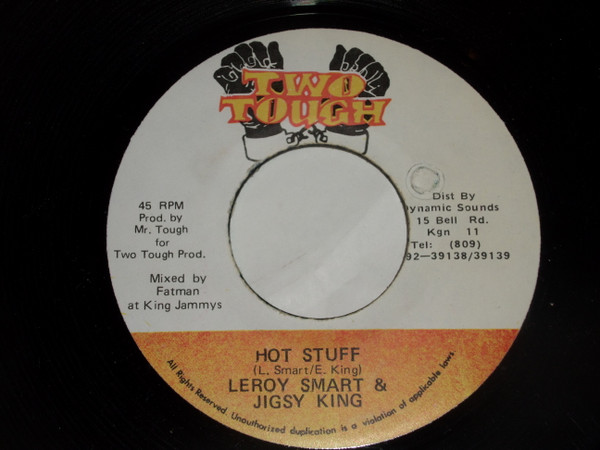 TWO
TOUGH
45 RPM
Prod. by
Mr. Tough
for
Two Tough Prod.
Mixed by
Fatman
at King Jammys
Dist By
ynamic Sounds
15 Bell Rd.
Kgn 11
Tel: (809)
92-39138/39139
HOT STUFF
(L. Smart/E. King)
LEROY SMART &
JIGSY KING
All Rights Reserved. Unauthorized duplication is a violation of applicable laws